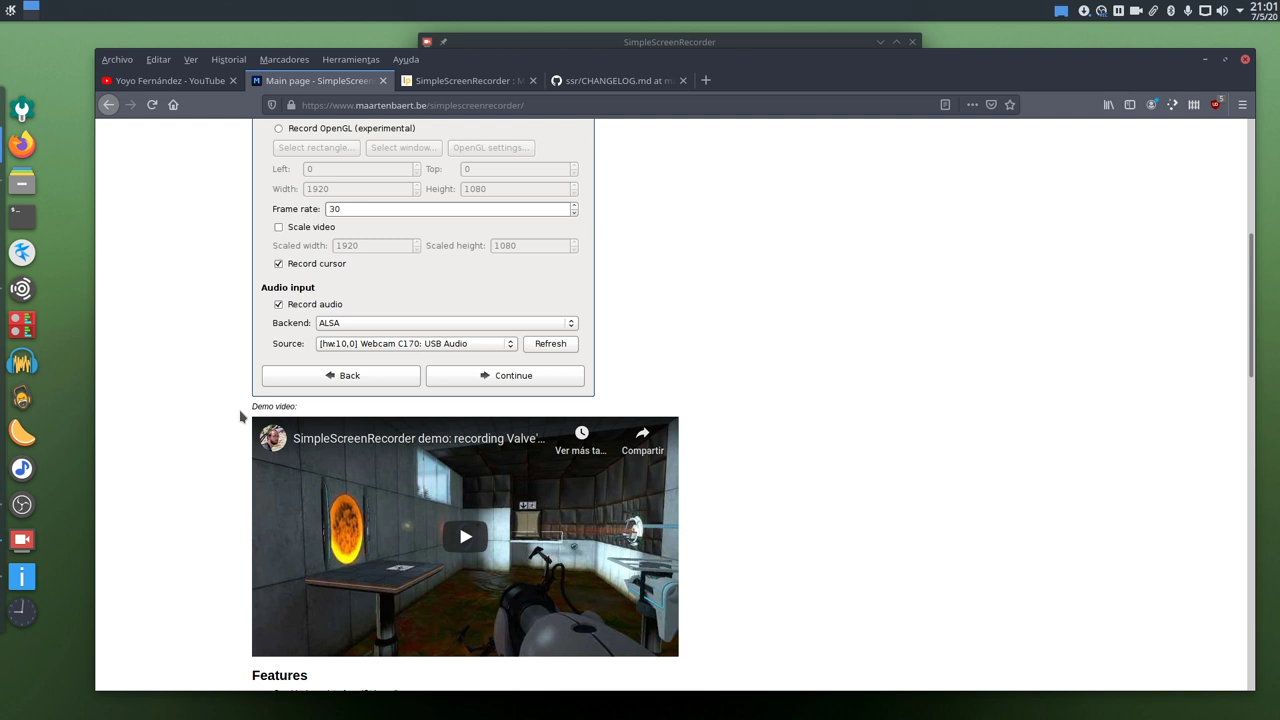 21:01
7/5/20
SimpleScreenRecorder
Archivo Editar Ver Historial Marcadores Herramientas Ayuda
Yoyo Fernández - YouTube
Main page - SimpleScreen
SimpleScreenRecorder : M
ssr/CHANGELOG.md at m
https://www.maartenbaert.be/simplescreenrecorder/
5
Record OpenGL (experimental)
Select rectangle... Select window... OpenGL settings...
Left: 0 Top: 0
Width: 1920 Height: 1080
Frame rate: 30
Scale video
Scaled width: 1920 Scaled height: 1080
Record cursor
Audio input
Record audio
Backend: ALSA
Source: [hw:10,0] Webcam C170: USB Audio Refresh
Back Continue
Demo video:
SimpleScreenRecorder demo: recording Valve'...
Ver más ta... Compartir
Features